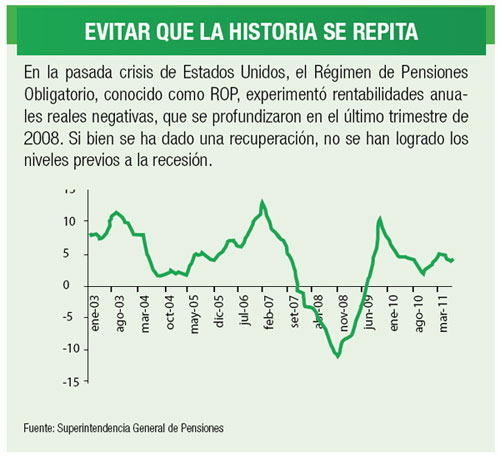 EVITAR QUE LA HISTORIA SE REPITA
En la pasada crisis de Estados Unidos, el Régimen de Pensiones
Obligatorio, conocido como ROP, experimentó rentabilidades anua-
les reales negativas, que se profundizaron en el último trimestre de
2008. Si bien se ha dado una recuperación, no se han logrado los
niveles previos a la recesión.
15
10
5
0
-5
-10
-15
ene-03
ago-03
mar-04
oct-04
may-05
dic-05
jul-06
feb-07
set-07
abr-08
nov-08
jun-09
ene-10
ago-10
mar-11
Fuente: Superintendencia General de Pensiones